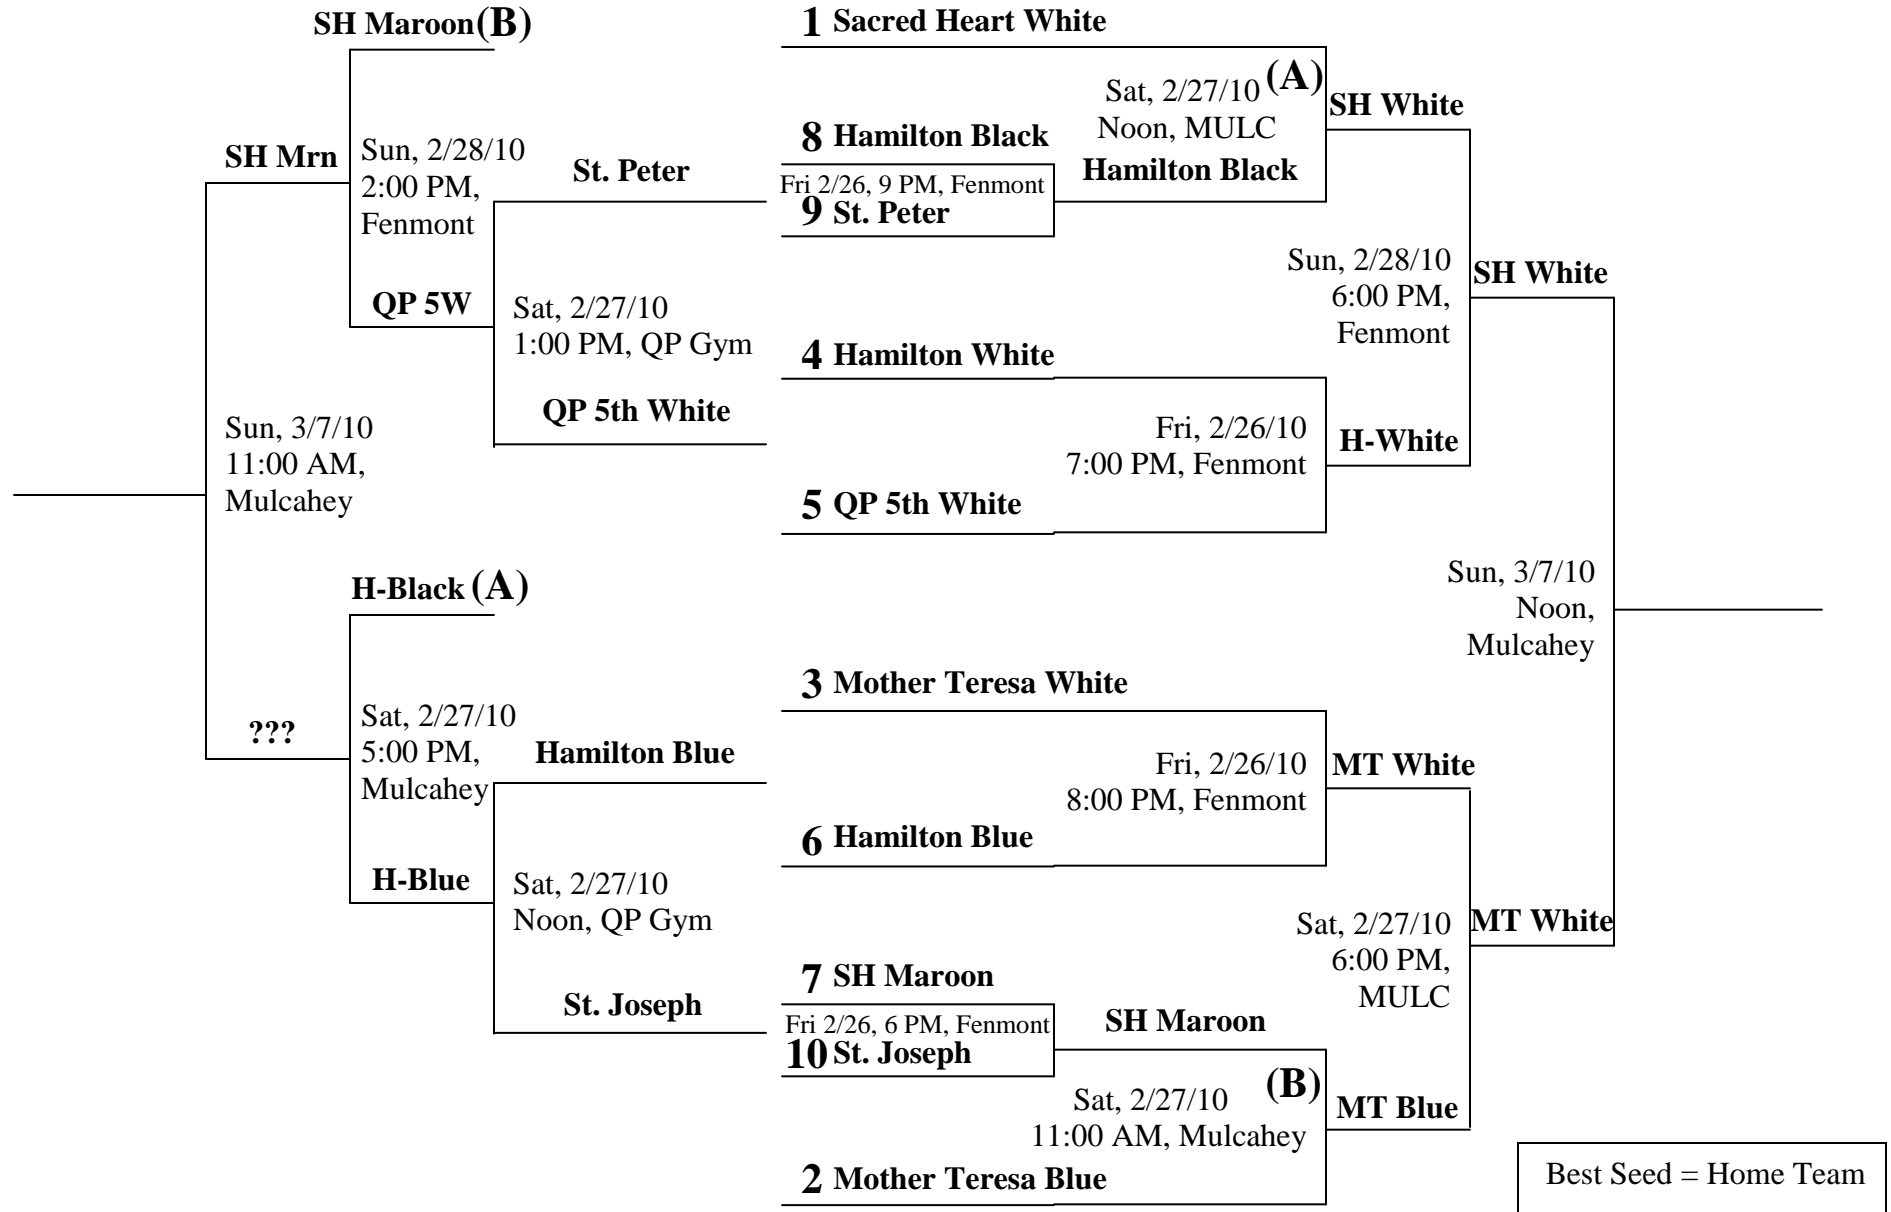 SH Maroon (B)
SH Mrn
Sun, 2/28/10
2:00 PM,
Fenmont
St. Peter
QP 5W
Sat, 2/27/10
1:00 PM, QP Gym
QP 5th White
Sun, 3/7/10
11:00 AM,
Mulcahey
H-Black (A)
???
Sat, 2/27/10
5:00 PM,
Mulcahey
Hamilton Blue
H-Blue
Sat, 2/27/10
Noon, QP Gym
St. Joseph
1 Sacred Heart White
8 Hamilton Black
Fri 2/26, 9 PM, Fenmont
9 St. Peter
Sat, 2/27/10 (A)
Noon, MULC
Hamilton Black
SH White
4 Hamilton White
Fri, 2/26/10
7:00 PM, Fenmont
5 QP 5th White
H-White
Sun, 2/28/10
6:00 PM,
Fenmont
SH White
Sun, 3/7/10
Noon,
Mulcahey
3 Mother Teresa White
Fri, 2/26/10
8:00 PM, Fenmont
6 Hamilton Blue
MT White
7 SH Maroon
Fri 2/26, 6 PM, Fenmont
10 St. Joseph
SH Maroon
(B)
Sat, 2/27/10
11:00 AM, Mulcahey
2 Mother Teresa Blue
MT Blue
Sat, 2/27/10
6:00 PM,
MULC
MT White
Best Seed = Home Team